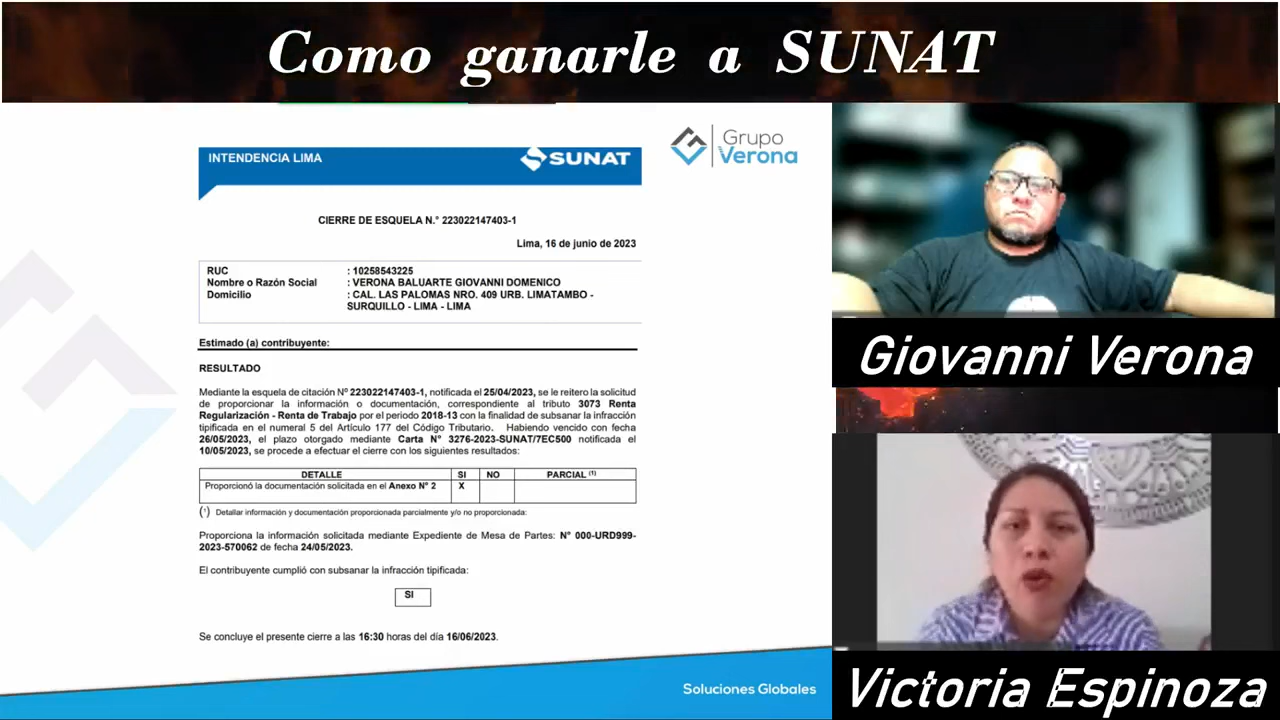 Como ganarle a SUNAT
INTENDENCIA LIMA
SUNAT
Grupo
Verona
CIERRE DE ESQUELA N.° 223022147403-1
Lima, 16 de junio de 2023
RUC : 10258543225
Nombre o Razón Social : VERONA BALUARTE GIOVANNI DOMENICO
Domicilio : CAL. LAS PALOMAS NRO. 409 URB. LIMATAMBO -
SURQUILLO - LIMA - LIMA
Estimado (a) contribuyente:
RESULTADO
Mediante la esquela de citación Nº 223022147403-1, notificada el 25/04/2023, se le reitero la solicitud
de proporcionar la información o documentación, correspondiente al tributo 3073 Renta
Regularización - Renta de Trabajo por el periodo 2018-13 con la finalidad de subsanar la infracción
tipificada en el numeral 5 del Artículo 177 del Código Tributario. Habiendo vencido con fecha
26/05/2023, el plazo otorgado mediante Carta N° 3276-2023-SUNAT/7EC500 notificada el
10/05/2023, se procede a efectuar el cierre con los siguientes resultados:
DETALLE SI NO PARCIAL (1)
Proporcionó la documentación solicitada en el Anexo N° 2 X
(1) Detallar información y documentación proporcionada parcialmente y/o no proporcionada:
Proporciona la información solicitada mediante Expediente de Mesa de Partes: N° 000-URD999-
2023-570062 de fecha 24/05/2023.
El contribuyente cumplió con subsanar la infracción tipificada:
SI
Se concluye el presente cierre a las 16:30 horas del día 16/06/2023.
Soluciones Globales
Giovanni Verona
Victoria Espinoza